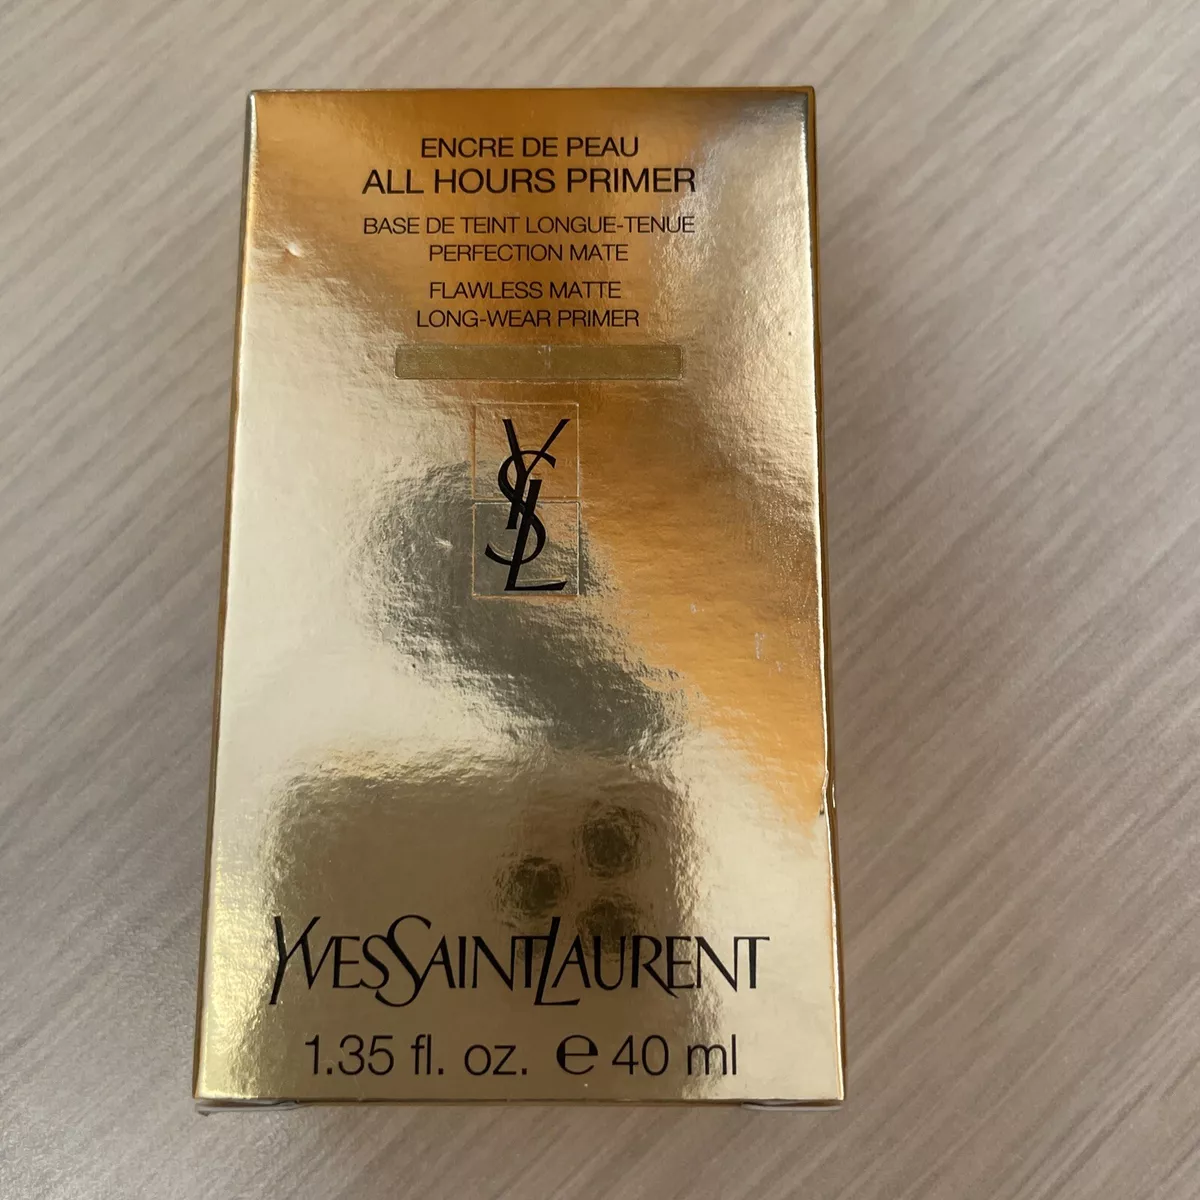 ENCRE DE PEAU
ALL HOURS PRIMER
BASE DE TEINT LONGUE-TENUE
PERFECTION MATE
FLAWLESS MATTE
LONG-WEAR PRIMER
YSL
YVESSAINTLAURENT
1.35 fl. oz. ℮ 40 ml